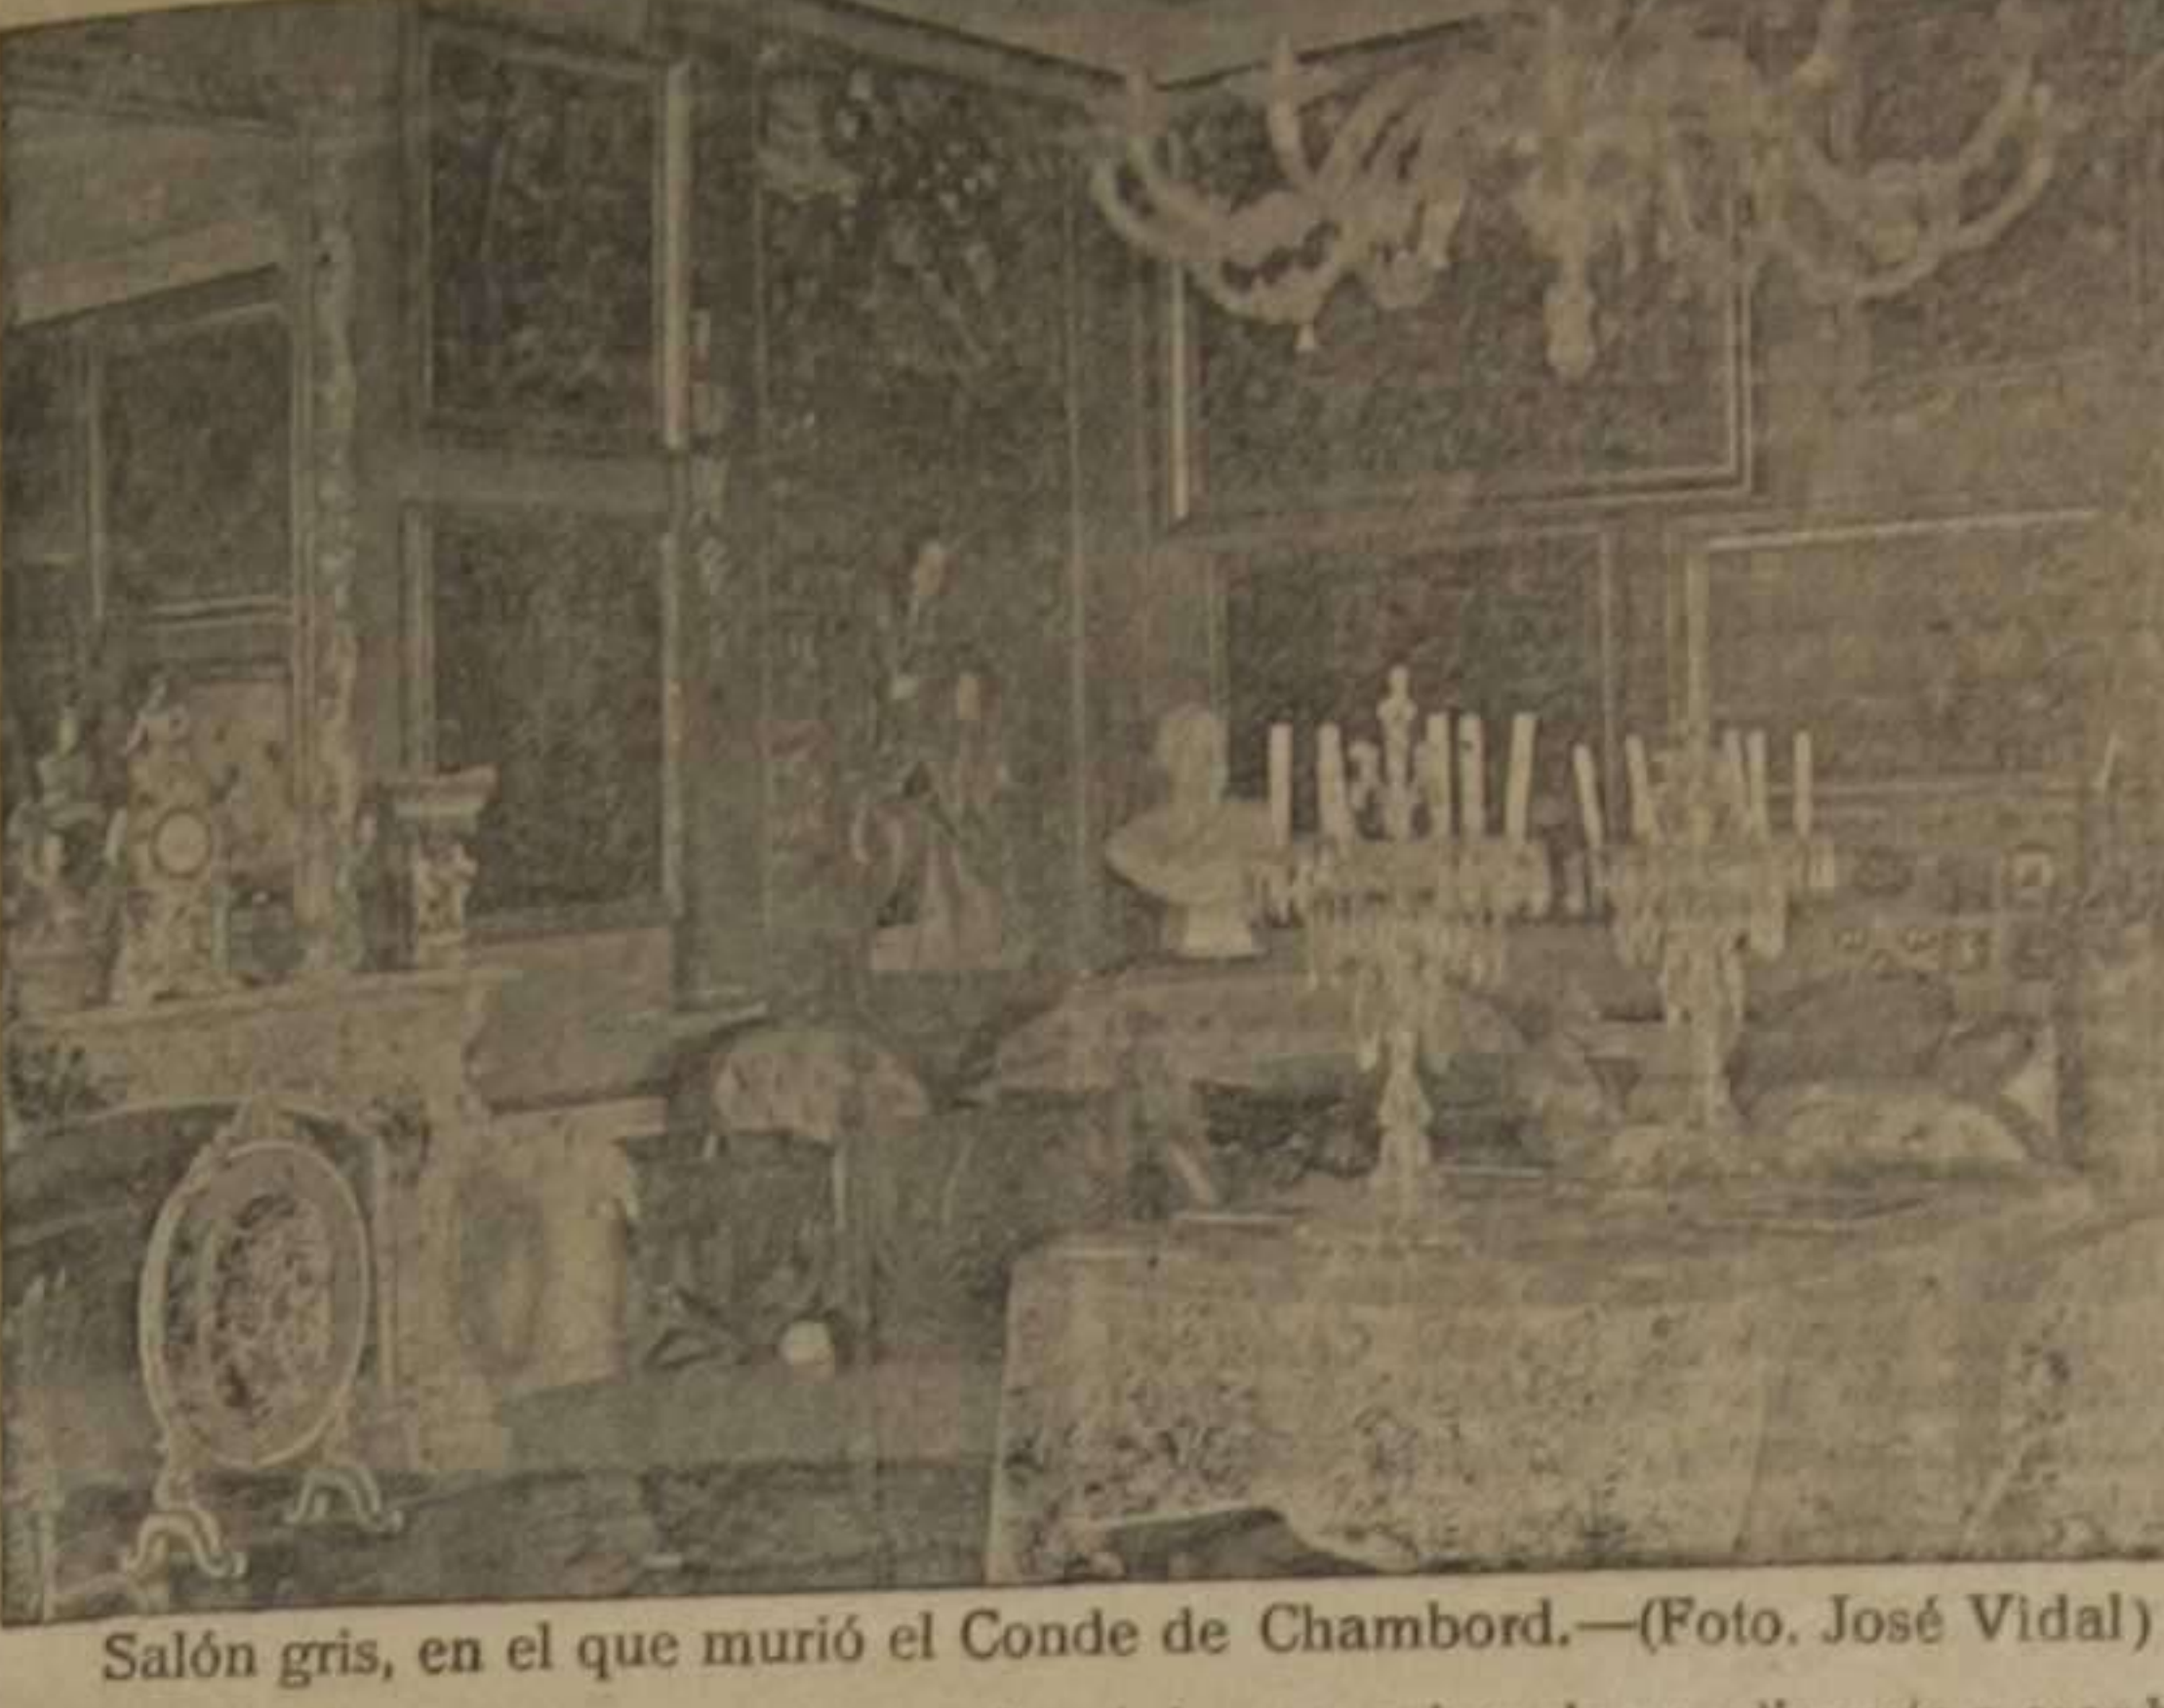 Salón gris, en el que murió el Conde de Chambord.—(Foto. José Vidal)